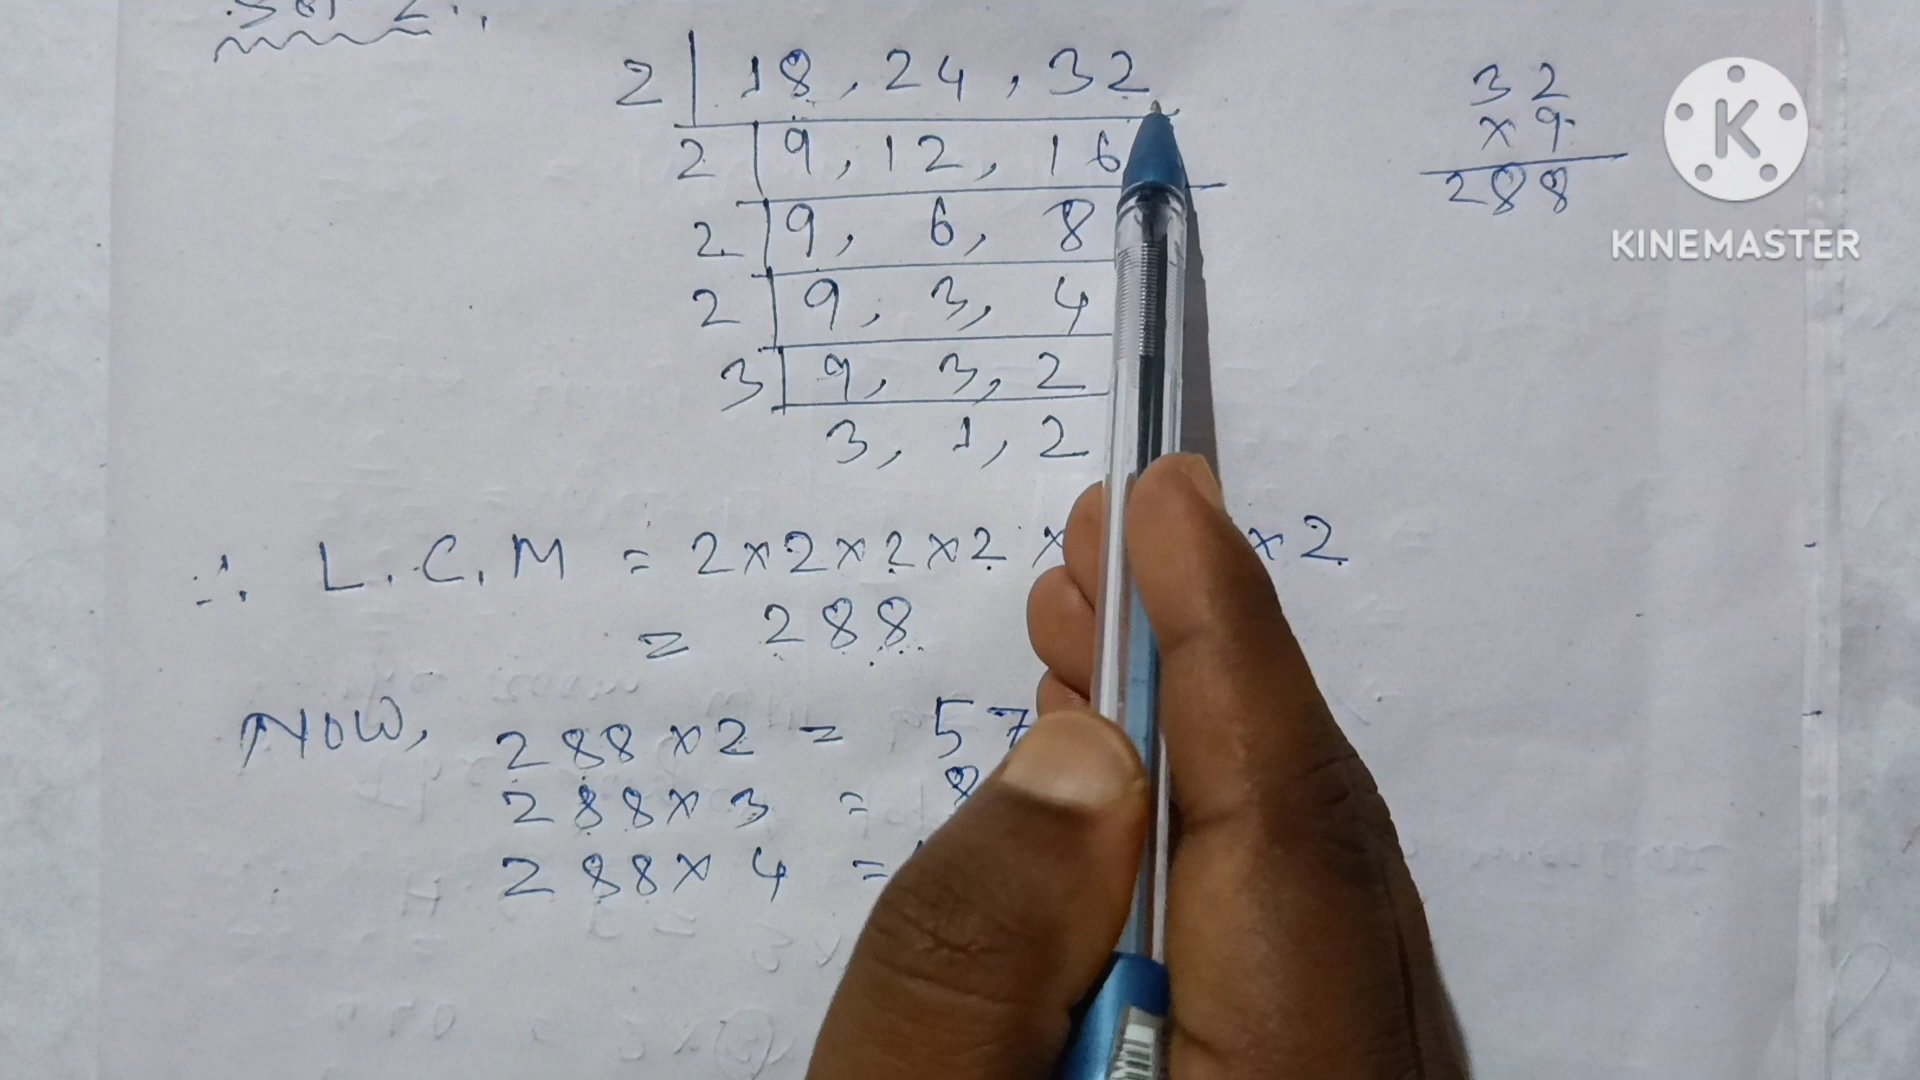 2 | 18, 24, 32
2 | 9, 12, 16
2 | 9, 6, 8
2 | 9, 3, 4
3 | 9, 3, 2
3, 1, 2
32
× 9
288
K
KINEMASTER
∴ L.C.M = 2×2×2×2× ×2
= 288
Now, 288×2 = 57
288×3 = 8
288×4 =